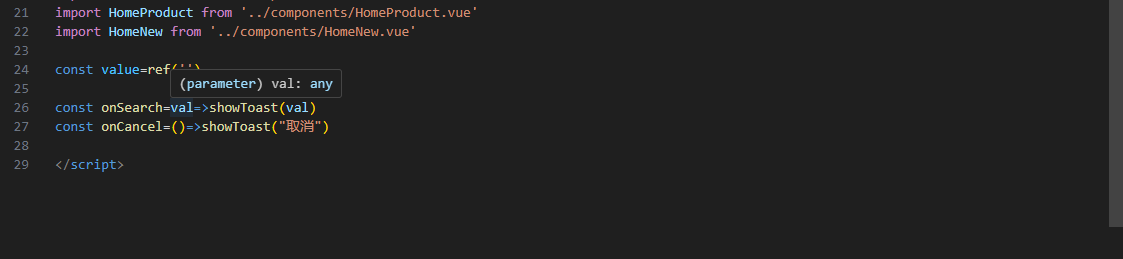 21 import HomeProduct from '../components/HomeProduct.vue'
22 import HomeNew from '../components/HomeNew.vue'
23
24 const value=ref('')
(parameter) val: any
25
26 const onSearch=val=>showToast(val)
27 const onCancel=()=>showToast("取消")
28
29 </script>